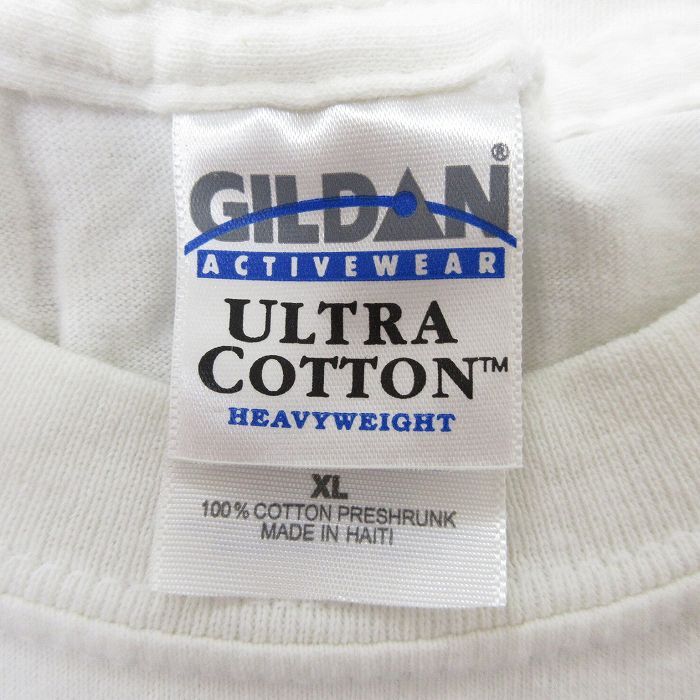 GILDAN®
ACTIVEWEAR
ULTRA
COTTON™
HEAVYWEIGHT
XL
100% COTTON PRESHRUNK
MADE IN HAITI